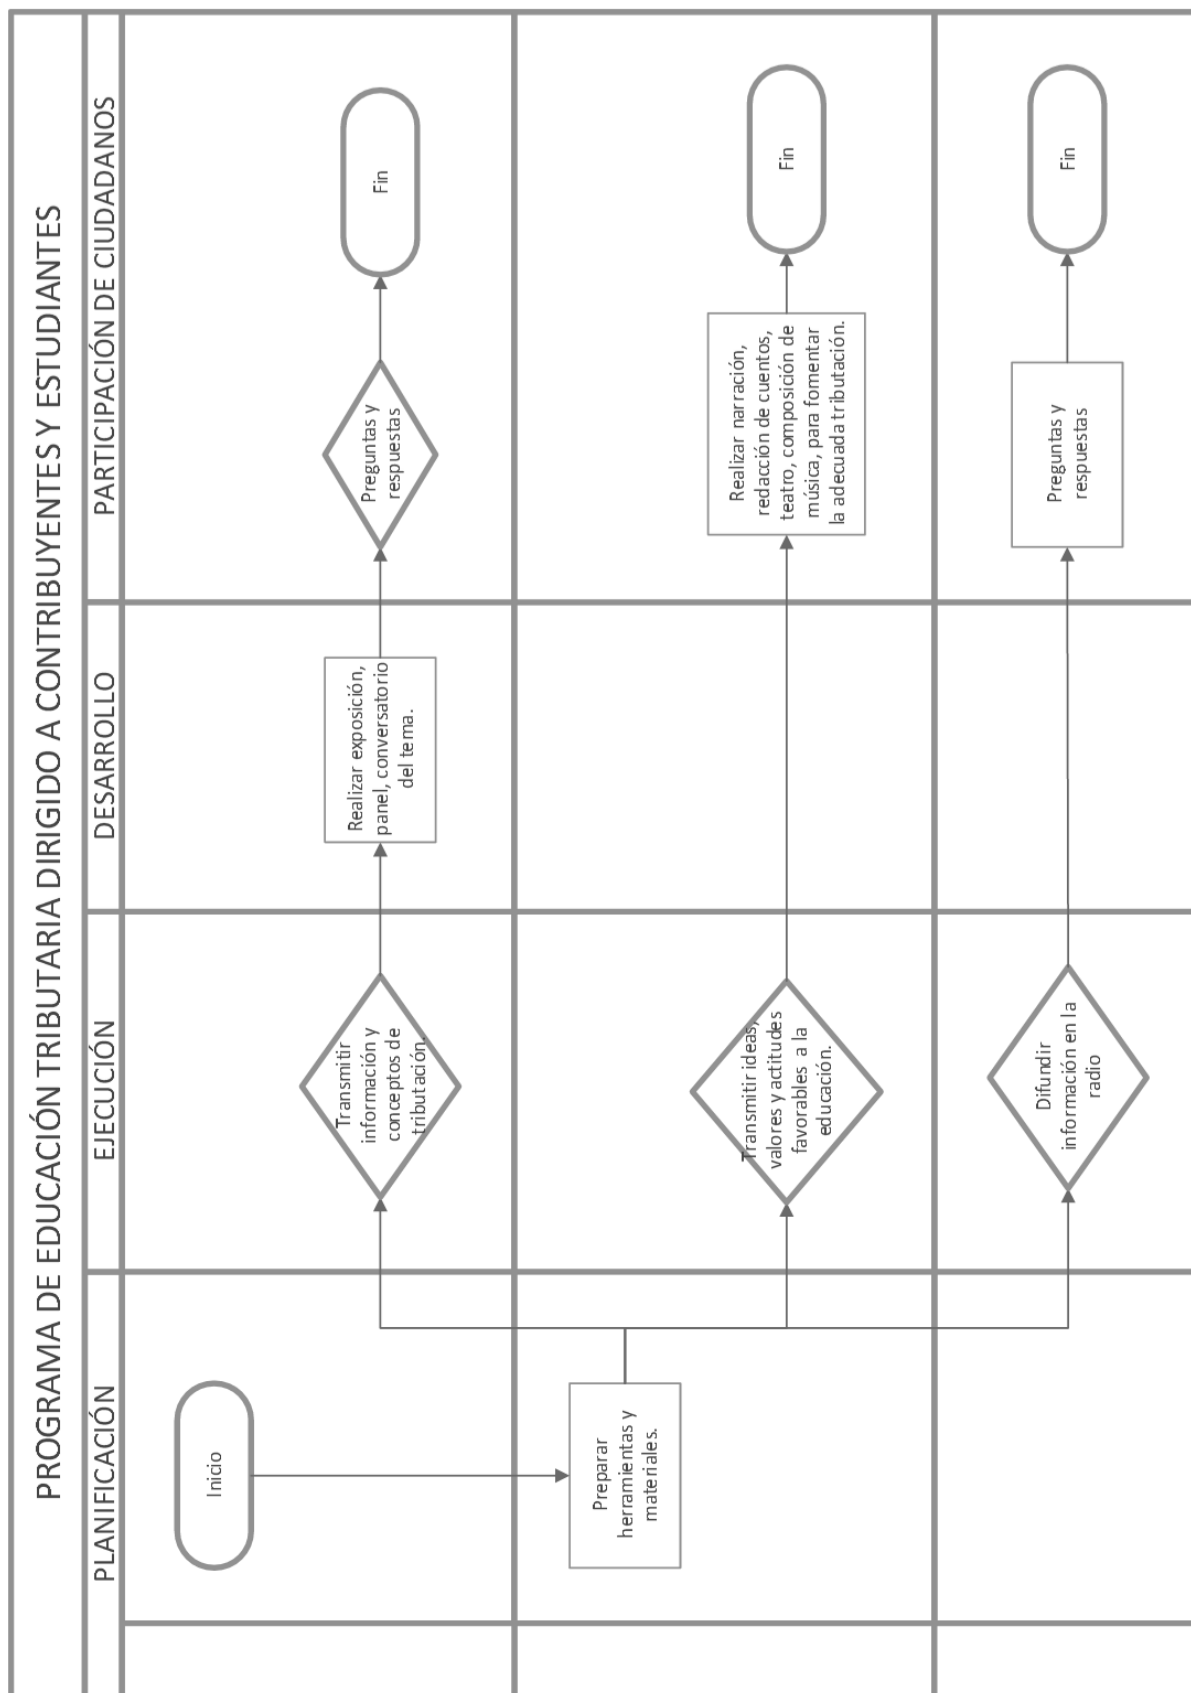 PROGRAMA DE EDUCACIÓN TRIBUTARIA DIRIGIDO A CONTRIBUYENTES Y ESTUDIANTES
PLANIFICACIÓN
EJECUCIÓN
DESARROLLO
PARTICIPACIÓN DE CIUDADANOS
Inicio
Transmitir
información y
conceptos de
tributación.
Realizar exposición,
panel, conversatorio
del tema.
Preguntas y
respuestas
Fin
Preparar
herramientas y
materiales.
Transmitir ideas,
valores y actitudes
favorables a la
educación.
Realizar narración,
redacción de cuentos,
teatro, composición de
música, para fomentar
la adecuada tributación.
Fin
Difundir
información en la
radio
Preguntas y
respuestas
Fin